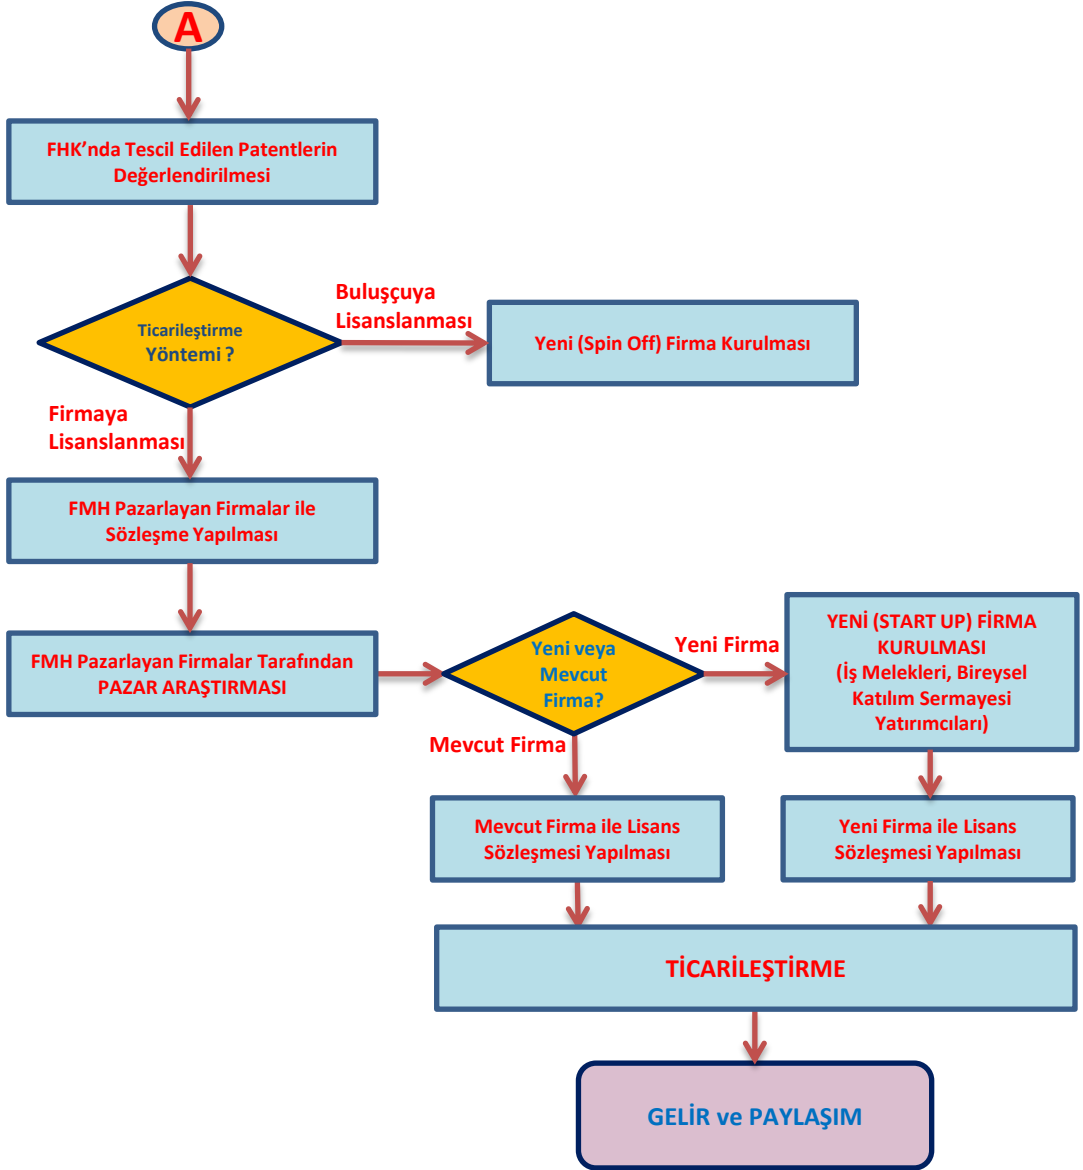 A
FHK’nda Tescil Edilen Patentlerin
Değerlendirilmesi
Ticarileştirme
Yöntemi ?
Buluşçuya
Lisanslanması
Yeni (Spin Off) Firma Kurulması
Firmaya
Lisanslanması
FMH Pazarlayan Firmalar ile
Sözleşme Yapılması
FMH Pazarlayan Firmalar Tarafından
PAZAR ARAŞTIRMASI
Yeni veya
Mevcut
Firma?
Yeni Firma
YENİ (START UP) FİRMA
KURULMASI
(İş Melekleri, Bireysel
Katılım Sermayesi
Yatırımcıları)
Mevcut Firma
Mevcut Firma ile Lisans
Sözleşmesi Yapılması
Yeni Firma ile Lisans
Sözleşmesi Yapılması
TİCARİLEŞTİRME
GELİR ve PAYLAŞIM